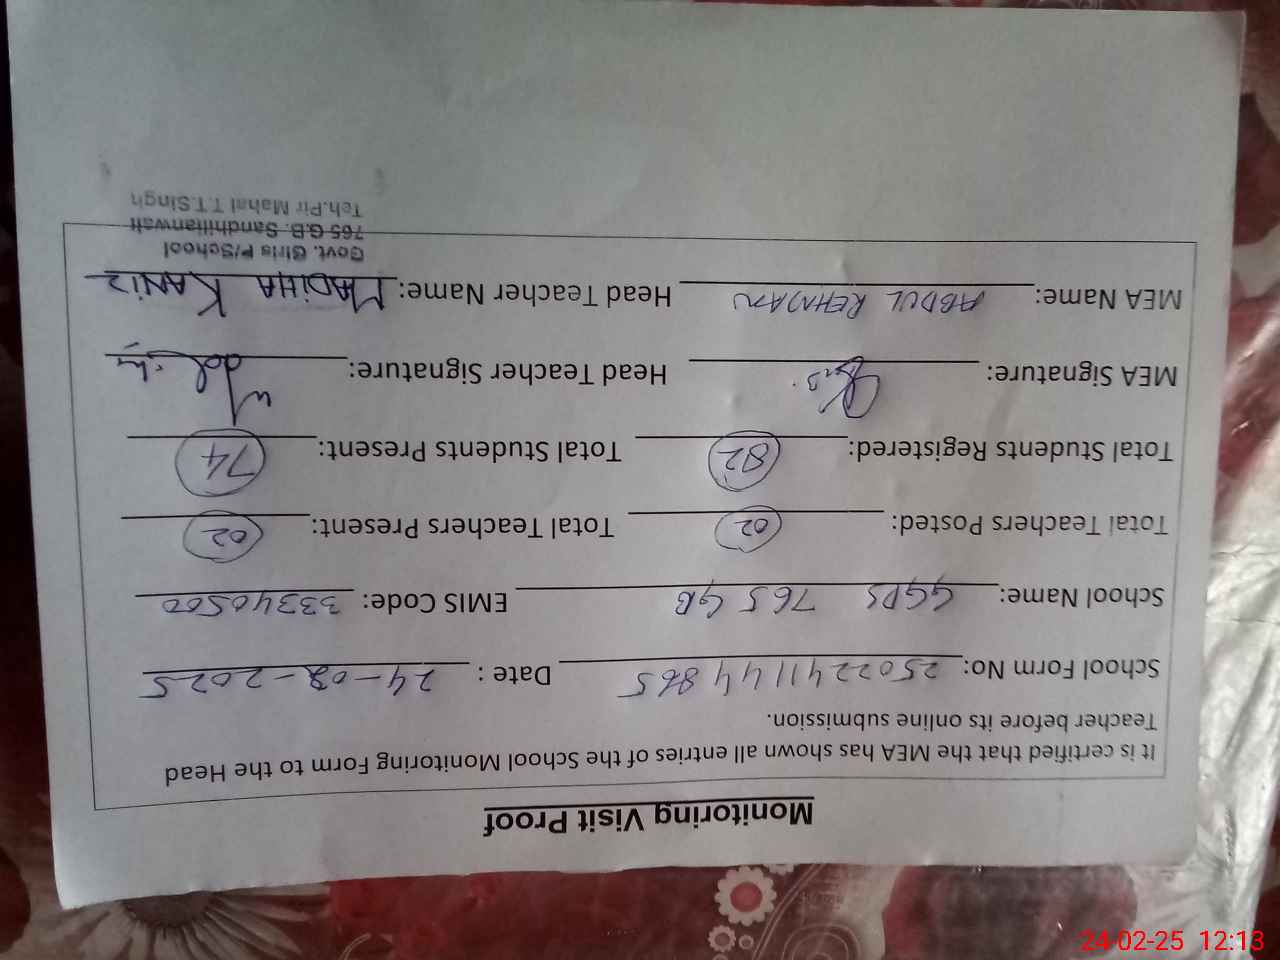 Monitoring Visit Proof
It is certified that the MEA has shown all entries of the School Monitoring Form to the Head
Teacher before its online submission.
School Form No: 250224114 4865 Date : 24-02-2025
School Name: GGPS 765 GB EMIS Code: 33340500
Total Teachers Posted: 02 Total Teachers Present: 02
Total Students Registered: 82 Total Students Present: 74
MEA Signature: Head Teacher Signature:
MEA Name: ABDUL REHMAN Head Teacher Name: MADIHA KANIZ
Govt. Girls P/School
765 G.B. Sandhilianwali
Teh.Pir Mahal T.T.Singh
24-02-25 12:13